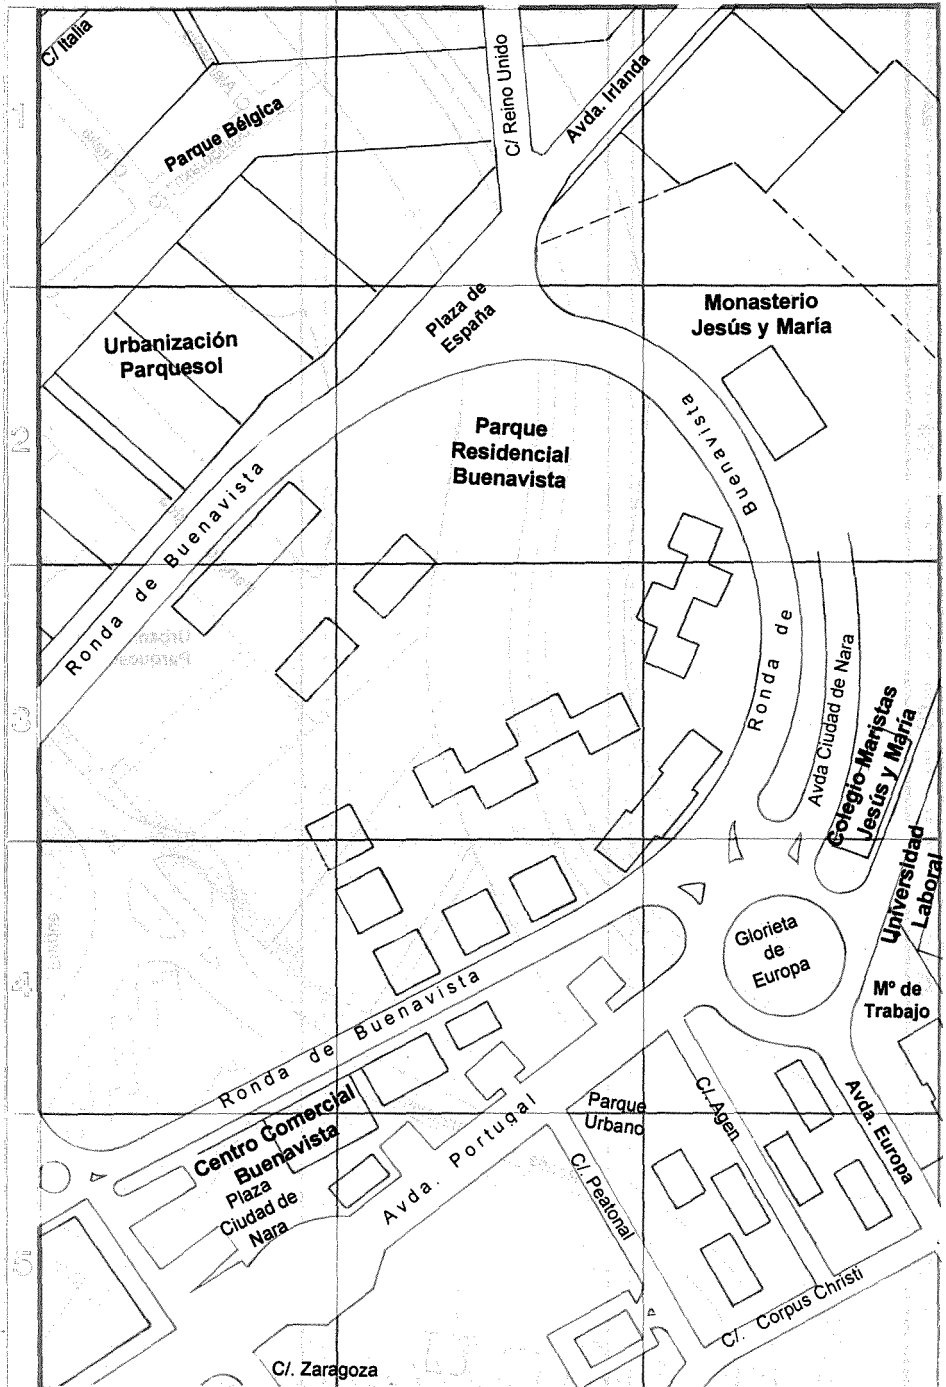 C/ Italia
1
Parque Bélgica
C/ Reino Unido
Avda. Irlanda
Plaza de
España
Monasterio
Jesús y María
Urbanización
Parquesol
2
Parque
Residencial
Buenavista
Ronda de Buenavista
Ronda de Buenavista
3
Avda Ciudad de Nara
Colegio Maristas
Jesús y María
Universidad
Laboral
Glorieta
de
Europa
4
Mº de
Trabajo
Ronda de Buenavista
Centro Comercial
Buenavista
Plaza
Ciudad de
Nara
Avda. Portugal
Parque
Urbano
C/. Agen
Avda. Europa
C/. Peatonal
5
C/. Corpus Christi
C/. Zaragoza